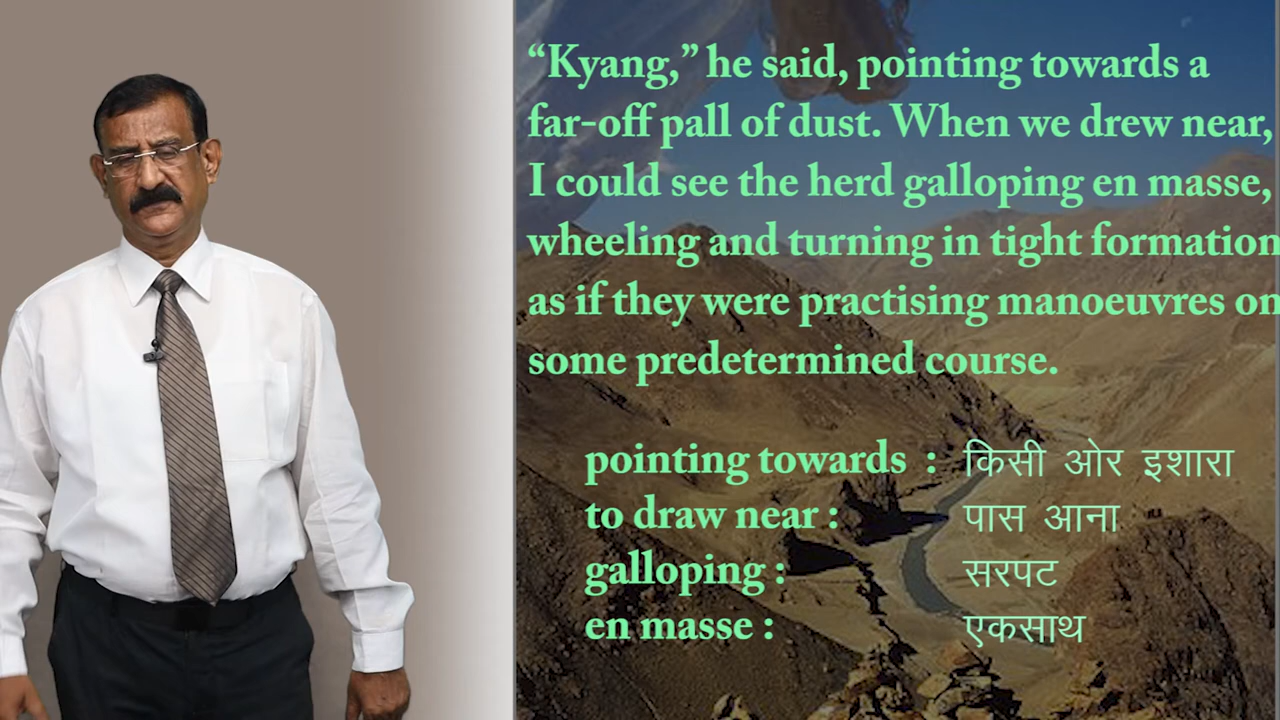 “Kyang,” he said, pointing towards a
far-off pall of dust. When we drew near,
I could see the herd galloping en masse,
wheeling and turning in tight formation
as if they were practising manoeuvres on
some predetermined course.
pointing towards : किसी ओर इशारा
to draw near : पास आना
galloping : सरपट
en masse : एकसाथ